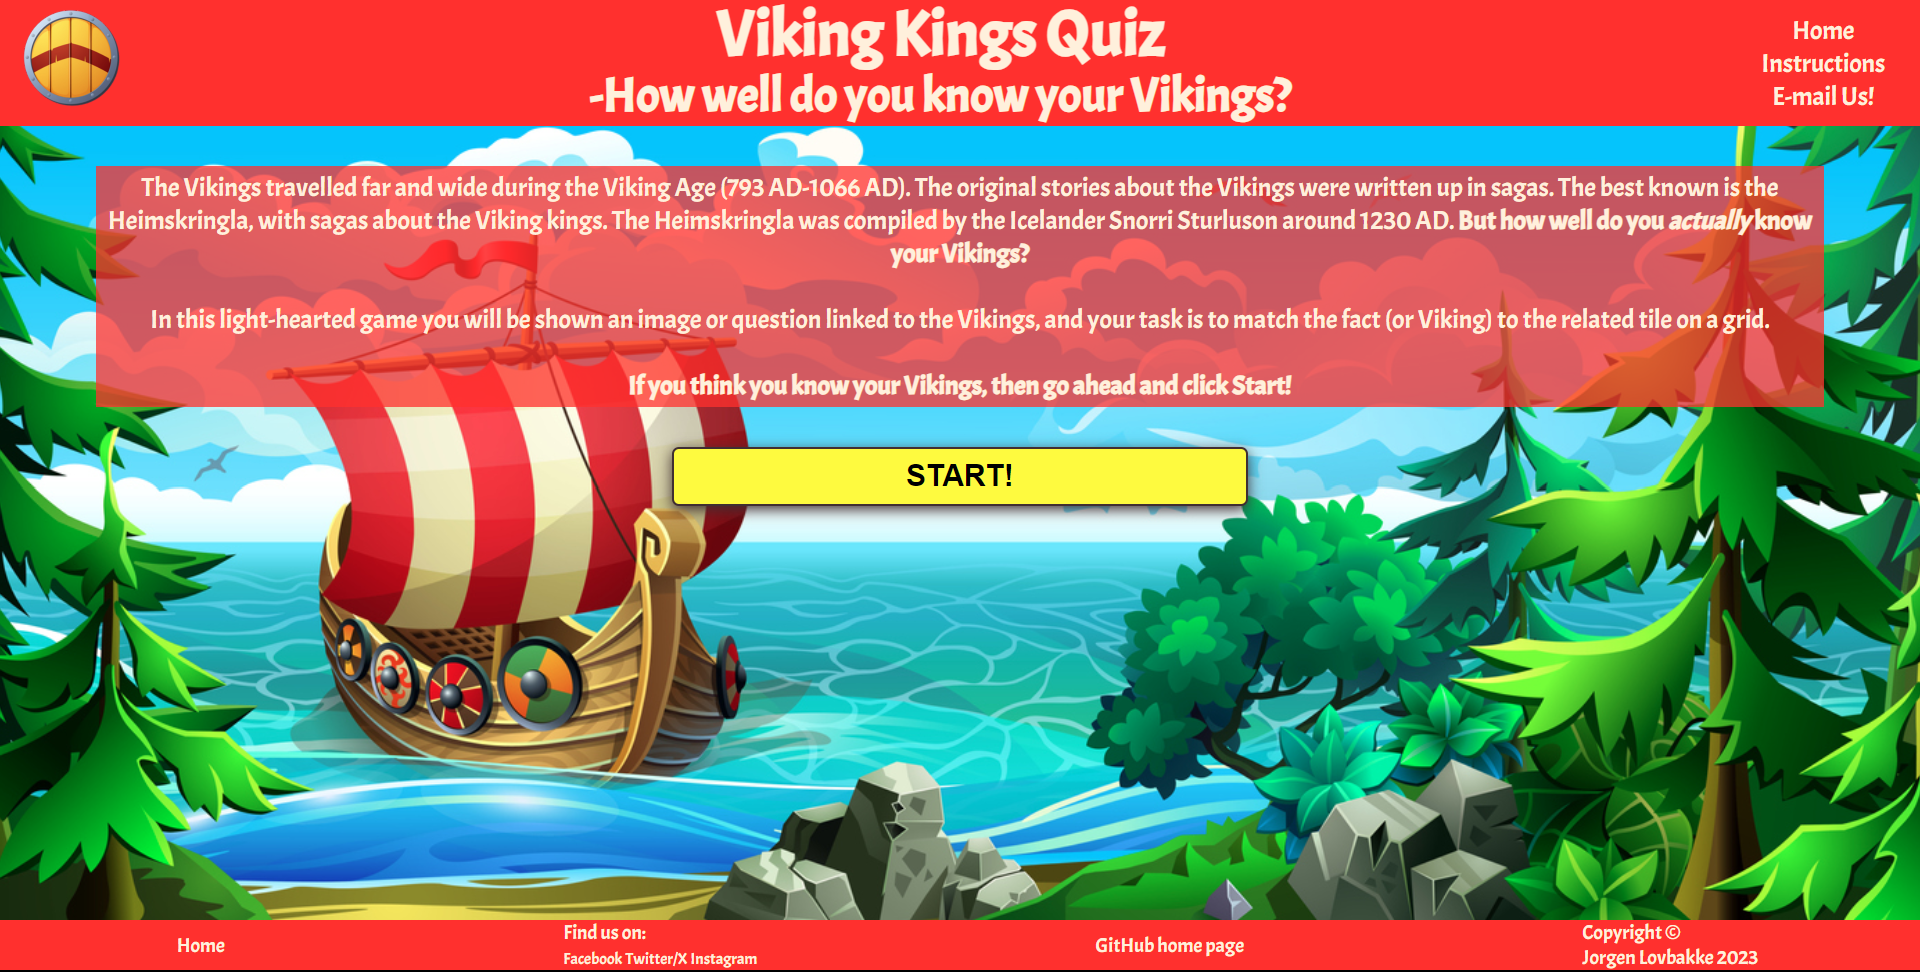 Viking Kings Quiz
-How well do you know your Vikings?
Home
Instructions
E-mail Us!
The Vikings travelled far and wide during the Viking Age (793 AD-1066 AD). The original stories about the Vikings were written up in sagas. The best known is the
Heimskringla, with sagas about the Viking kings. The Heimskringla was compiled by the Icelander Snorri Sturluson around 1230 AD. But how well do you actually know
your Vikings?
In this light-hearted game you will be shown an image or question linked to the Vikings, and your task is to match the fact (or Viking) to the related tile on a grid.
If you think you know your Vikings, then go ahead and click Start!
START!
Home
Find us on:
Facebook Twitter/X Instagram
GitHub home page
Copyright ©
Jorgen Lovbakke 2023